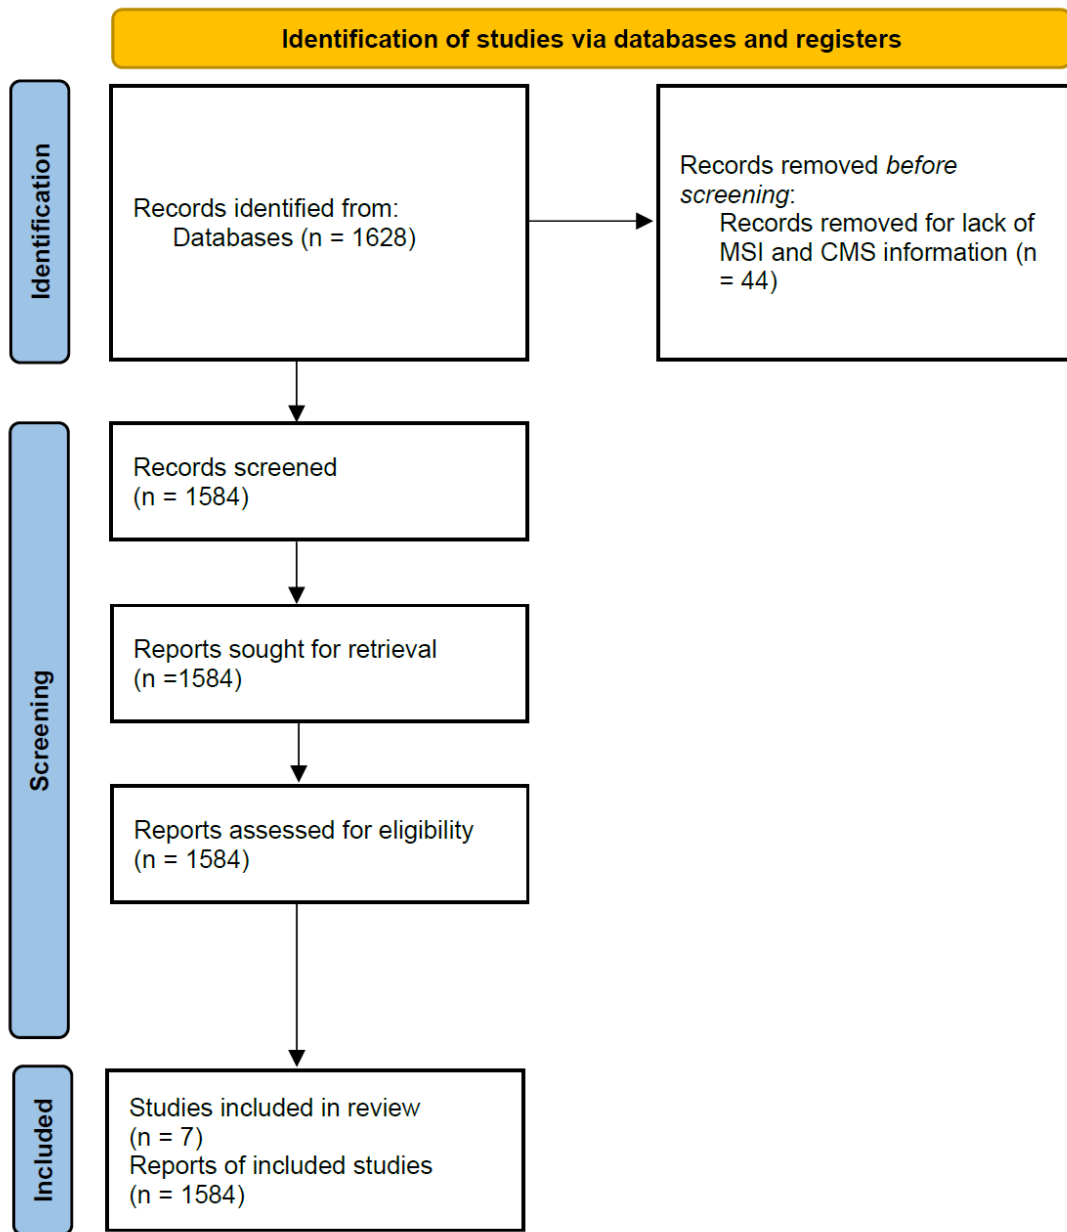 Identification of studies via databases and registers
Identification
Records identified from:
Databases (n = 1628)
Records removed before
screening:
Records removed for lack of
MSI and CMS information (n
= 44)
Screening
Records screened
(n = 1584)
Reports sought for retrieval
(n =1584)
Reports assessed for eligibility
(n = 1584)
Included
Studies included in review
(n = 7)
Reports of included studies
(n = 1584)